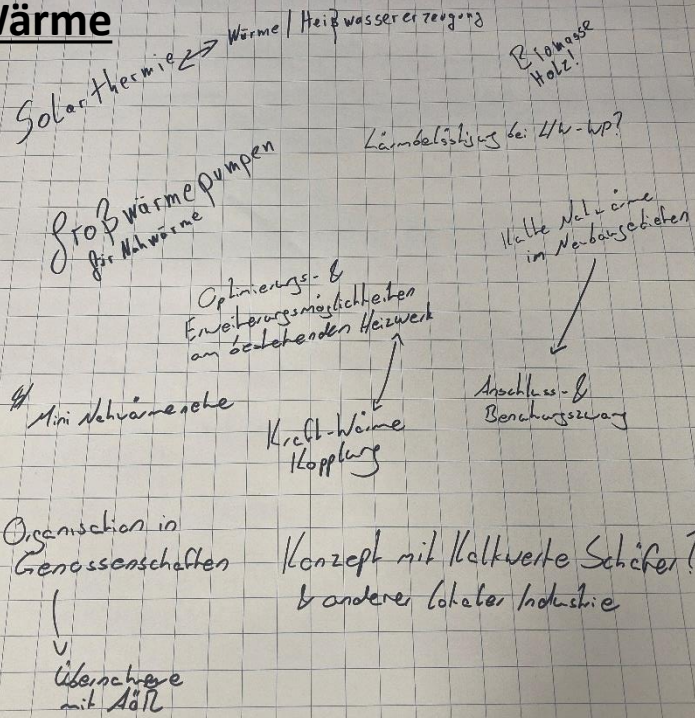 Wärme
Solarthermie
Wärme / Heißwassererzeugung
Biomasse
Holz!
Lärmbelästigung bei L/W-WP?
Großwärmepumpen
für Nahwärme
Kalte Nahwärme
im Neubaugebieten
Optimierungs- &
Erweiterungsmöglichkeiten
am bestehenden Heizwerk
Mini Nahwärmenetze
Kraft-Wärme
Kopplung
Anschluss- &
Benutzungszwang
Organisation in
Genossenschaften
Konzept mit Kalkwerke Schäfer?
& anderer lokaler Industrie
Übernahme
mit AöR